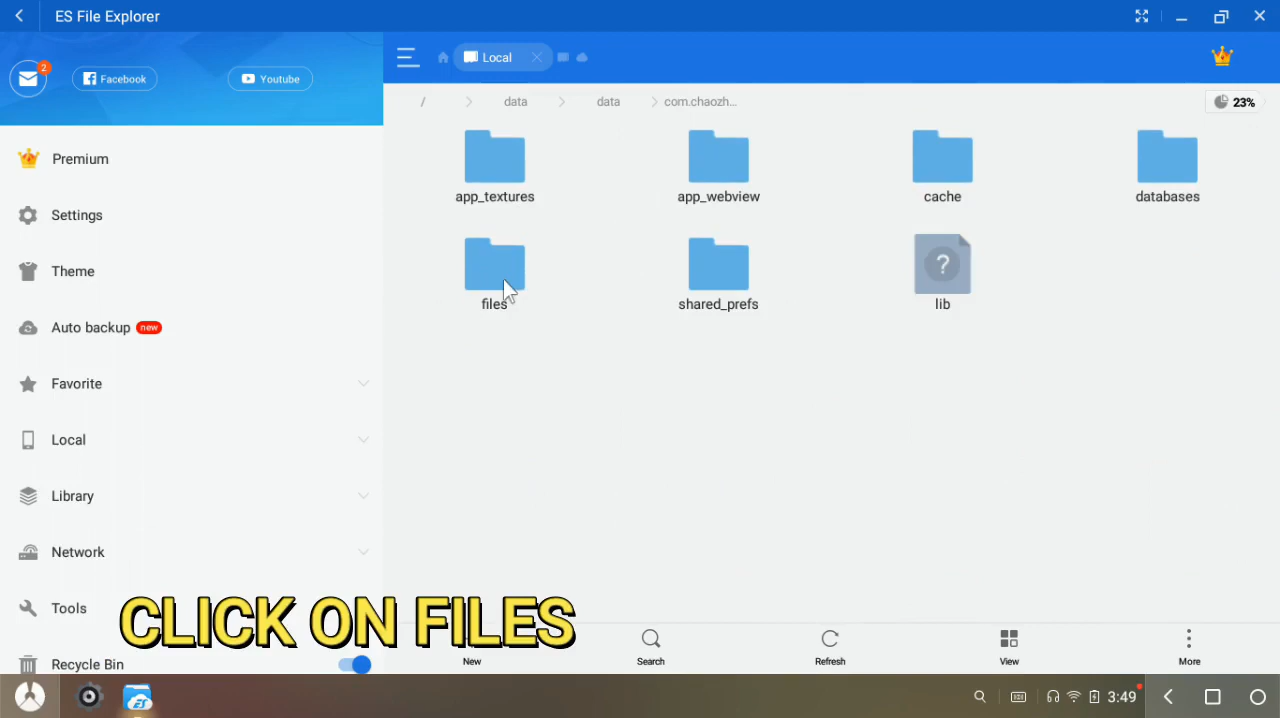 ES File Explorer
2
Facebook
Youtube
Local
/
data
data
com.chaozh...
23%
Premium
Settings
Theme
Auto backup new
Favorite
Local
Library
Network
Tools
Recycle Bin
app_textures
app_webview
cache
databases
files
shared_prefs
?
lib
CLICK ON FILES
New
Search
Refresh
View
More
ES
3:49